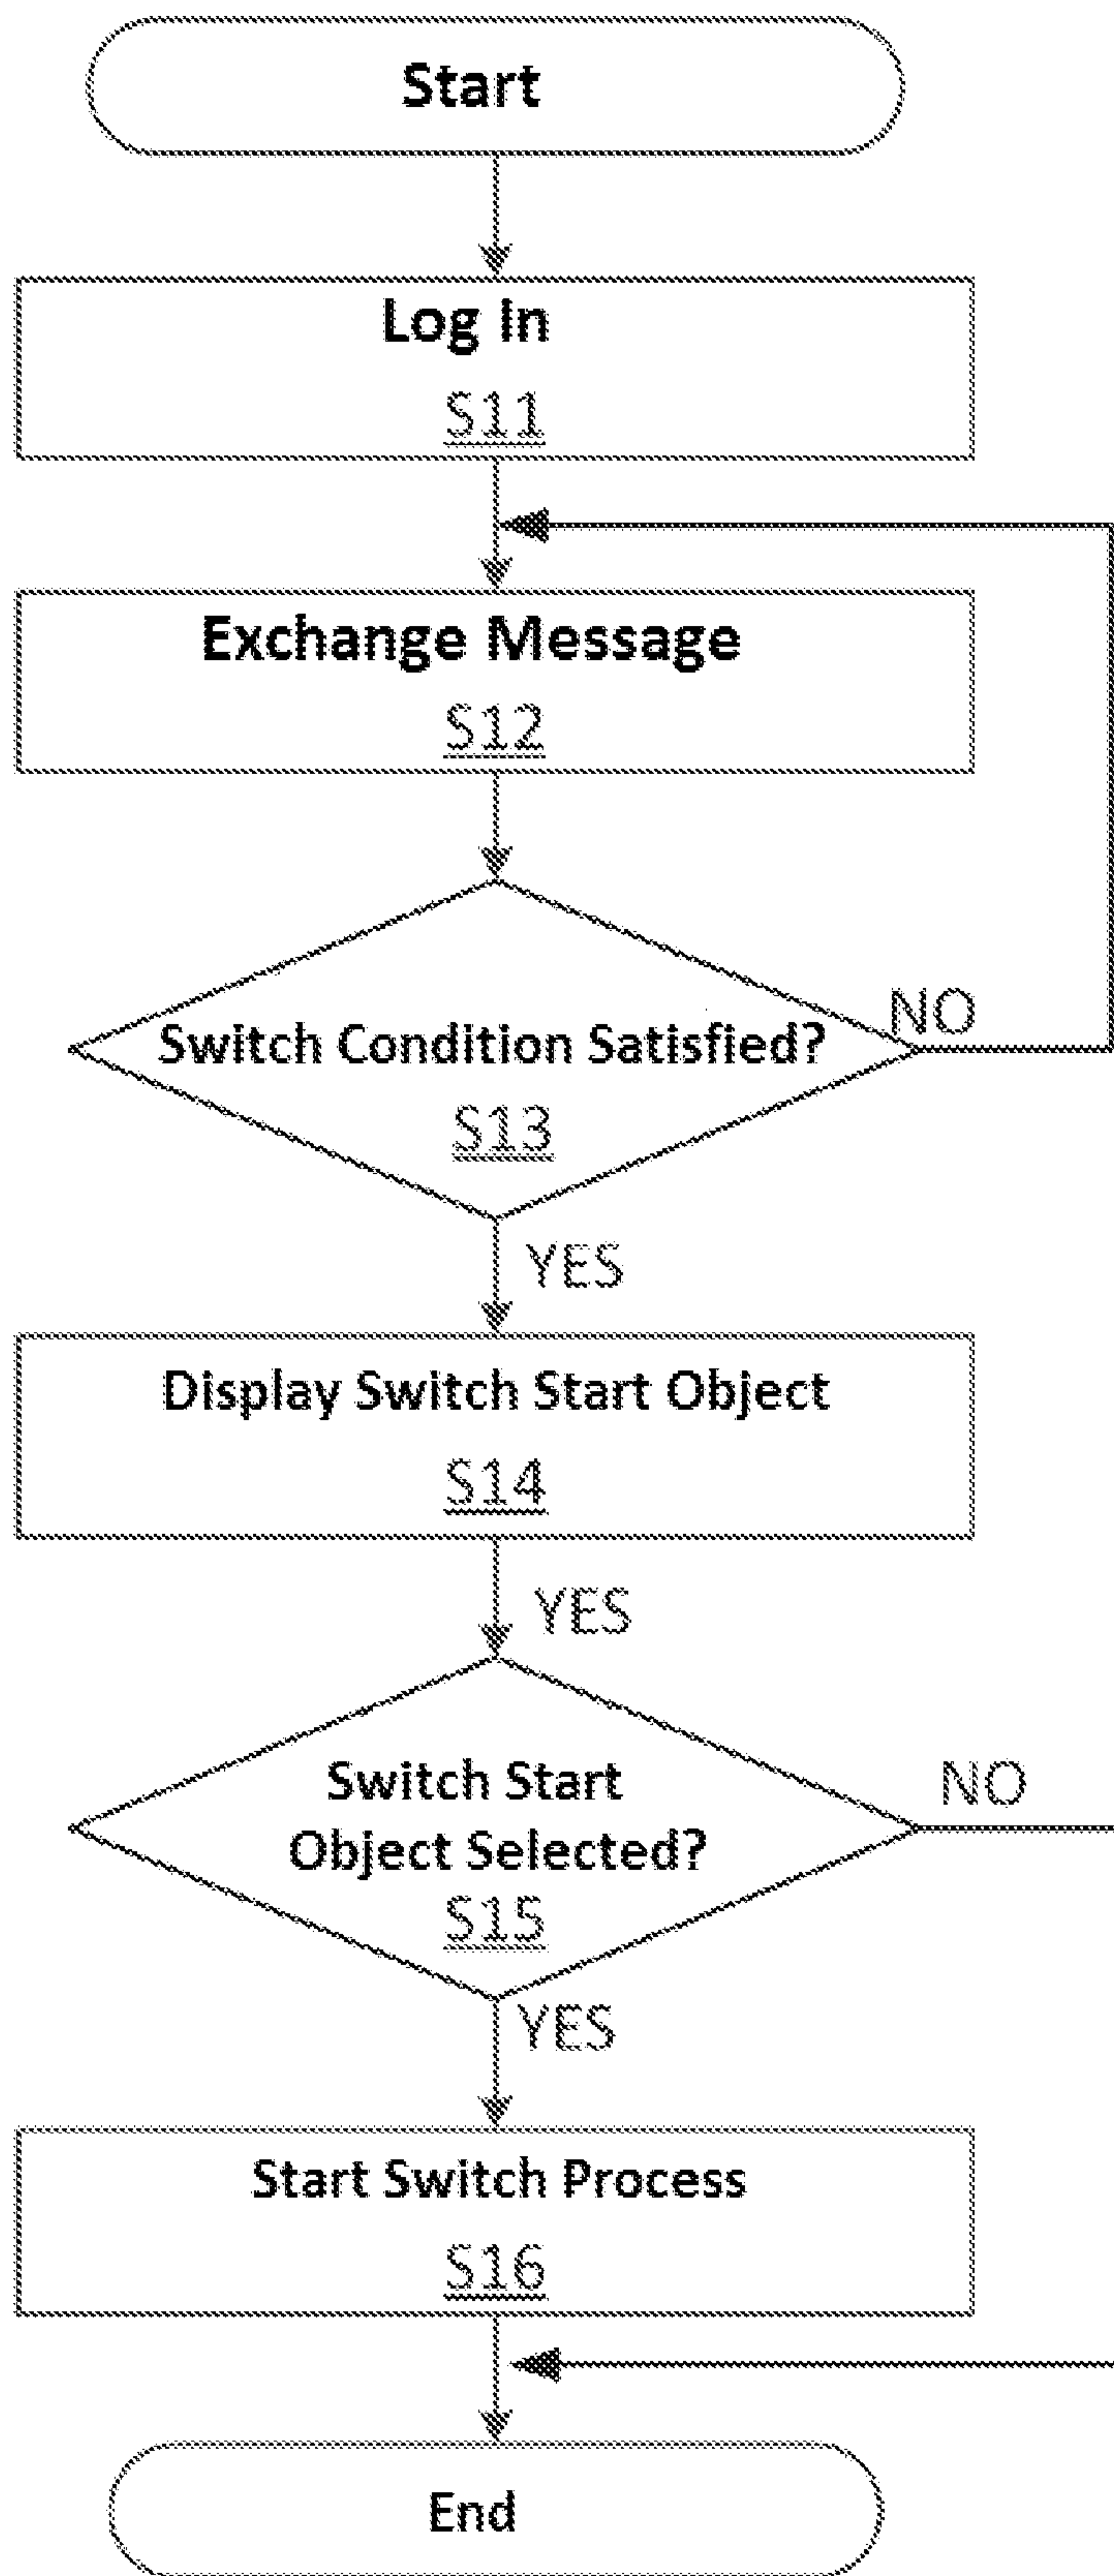 Start
Log In
S11
Exchange Message
S12
NO
Switch Condition Satisfied?
S13
YES
Display Switch Start Object
S14
YES
Switch Start
NO
Object Selected?
S15
YES
Start Switch Process
S16
End